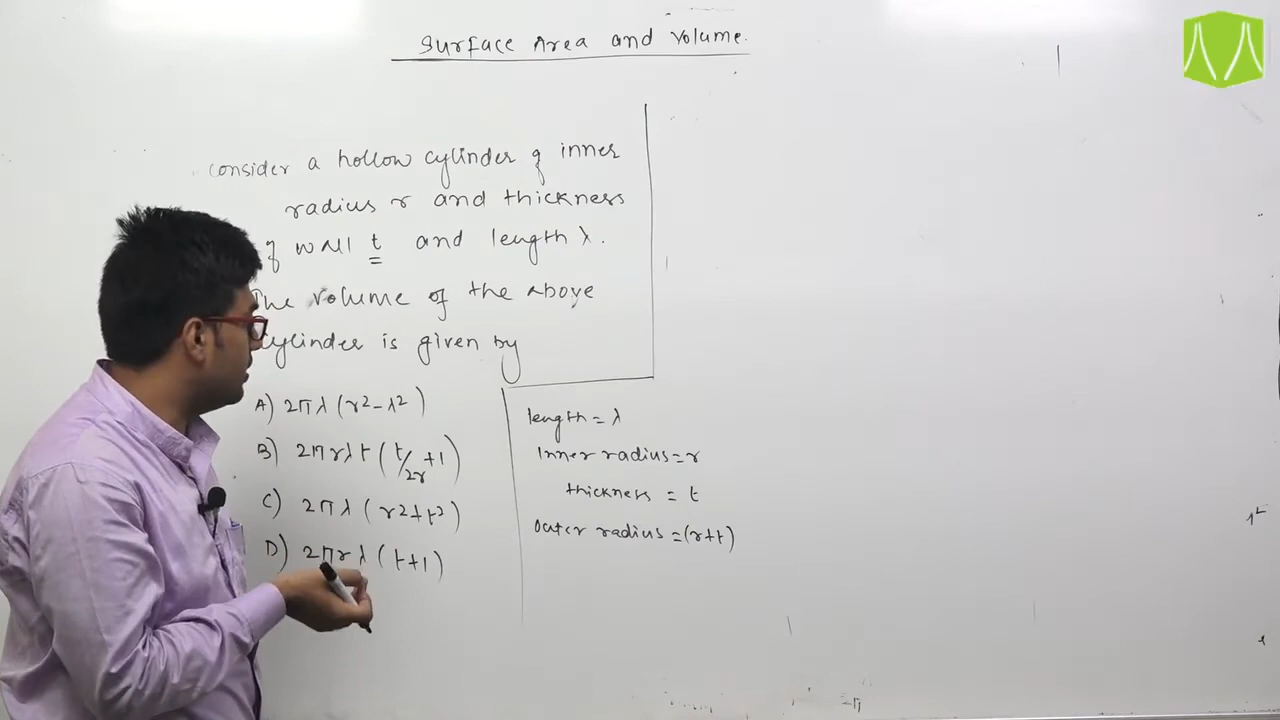 Surface Area and Volume.
Consider a hollow cylinder of inner
radius r and thickness
of wall t and length λ.
The volume of the above
cylinder is given by
A) 2πλ (r2-λ2)
B) 2πrλt (t/2r +1)
C) 2πλ (r2+t2)
D) 2πrλ (t+1)
length = λ
Inner radius = r
thickness = t
Outer radius = (r+t)